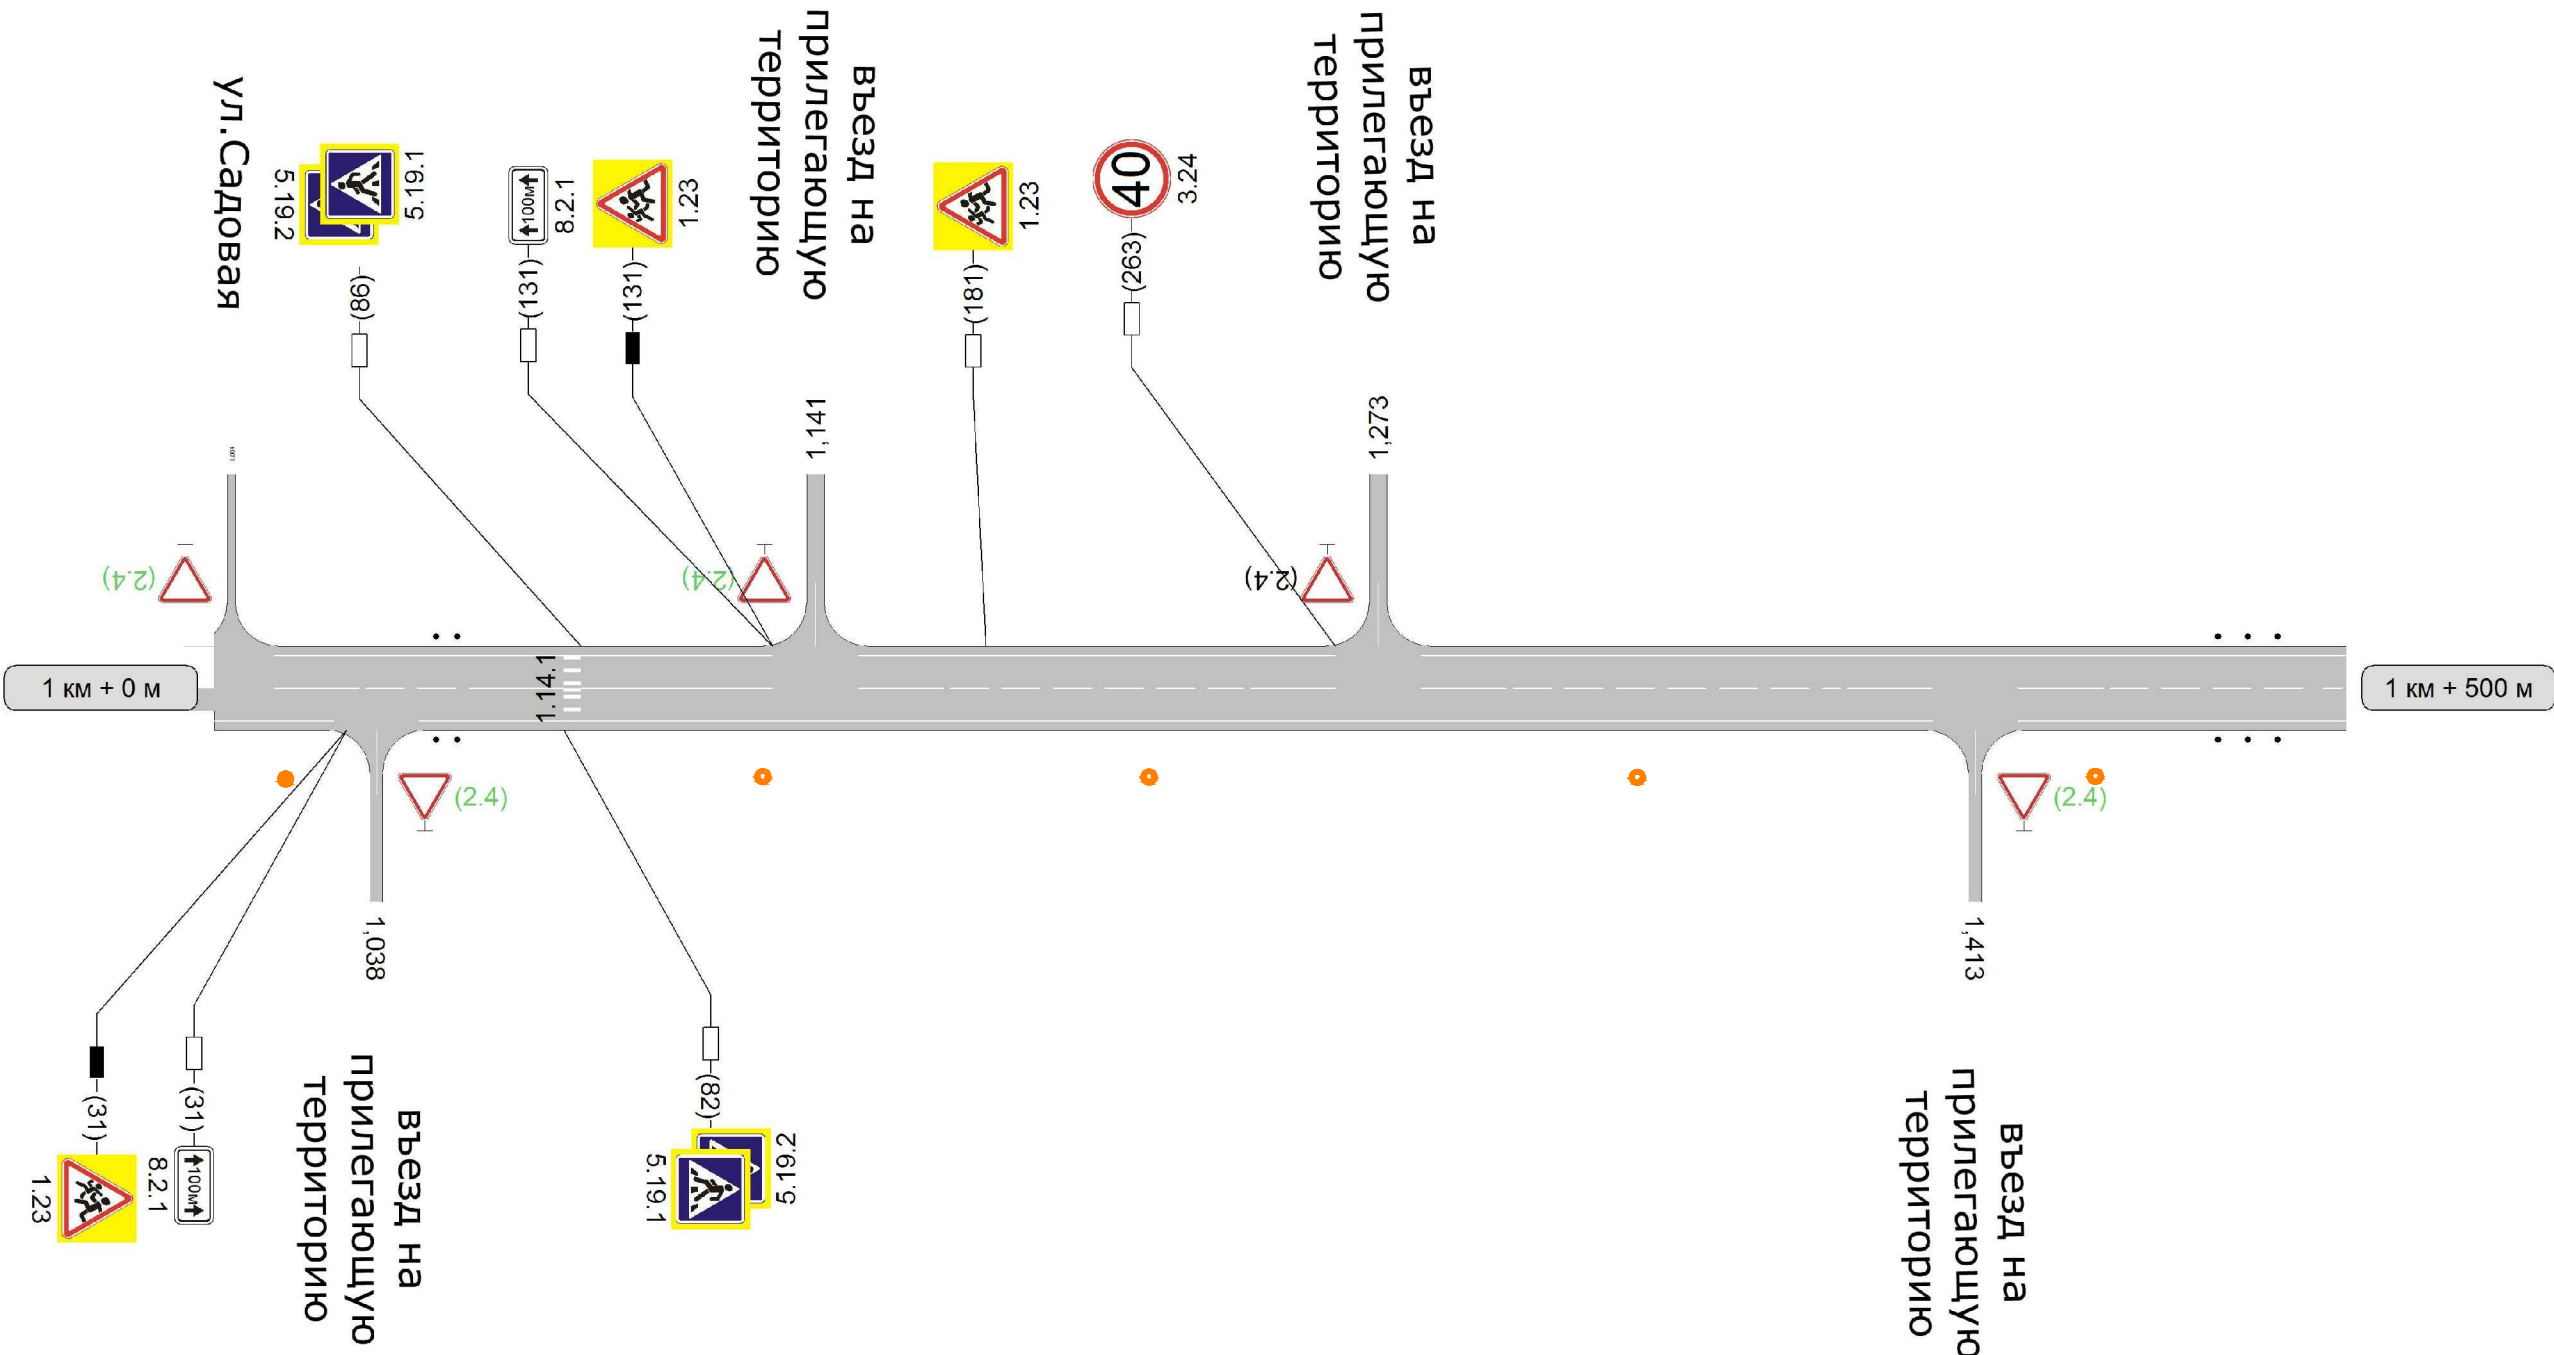 ул.Садовая
5.19.2
5.19.1
(86)
100м
8.2.1
(131)
1.23
(131)
въезд на
прилегающую
территорию
1.23
(181)
40
3.24
(263)
въезд на
прилегающую
территорию
1,141
1,273
(2.4)
(2.4)
(2.4)
1 км + 0 м
1.14.1
1 км + 500 м
(2.4)
(2.4)
1,038
1,413
(31)
1.23
(31)
8.2.1
100м
въезд на
прилегающую
территорию
(82)
5.19.1
5.19.2
въезд на
прилегающую
территорию